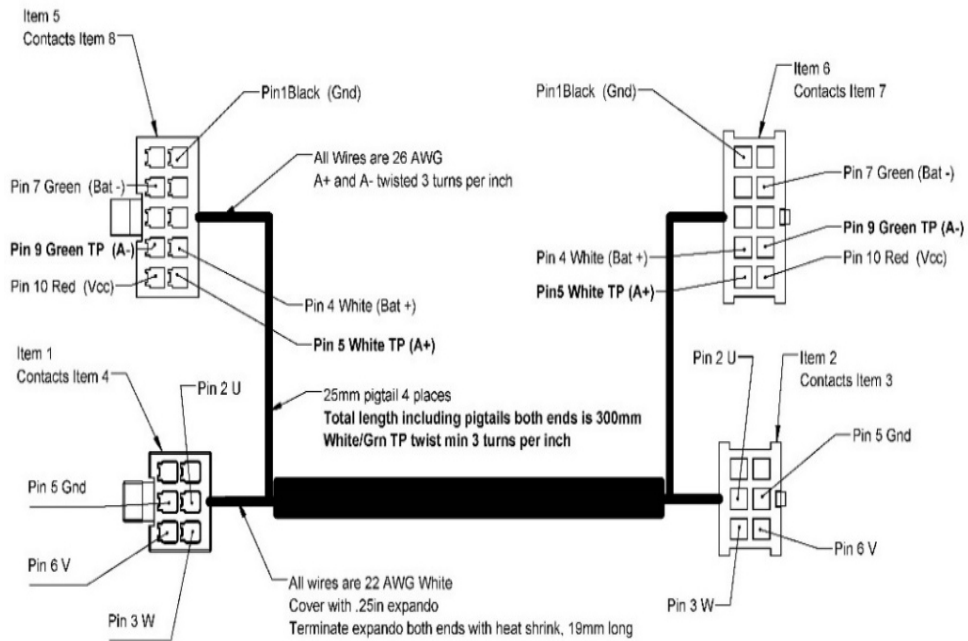 Item 5
Contacts Item 8
Pin1Black (Gnd)
All Wires are 26 AWG
A+ and A- twisted 3 turns per inch
Pin 7 Green (Bat -)
Pin 9 Green TP (A-)
Pin 10 Red (Vcc)
Pin 4 White (Bat +)
Pin 5 White TP (A+)
Item 6
Contacts Item 7
Pin1Black (Gnd)
Pin 7 Green (Bat -)
Pin 9 Green TP (A-)
Pin 4 White (Bat +)
Pin 10 Red (Vcc)
Pin5 White TP (A+)
Item 1
Contacts Item 4
Pin 2 U
25mm pigtail 4 places
Total length including pigtails both ends is 300mm
White/Grn TP twist min 3 turns per inch
Pin 5 Gnd
Pin 6 V
Pin 3 W
All wires are 22 AWG White
Cover with .25in expando
Terminate expando both ends with heat shrink, 19mm long
Pin 2 U
Item 2
Contacts Item 3
Pin 5 Gnd
Pin 6 V
Pin 3 W